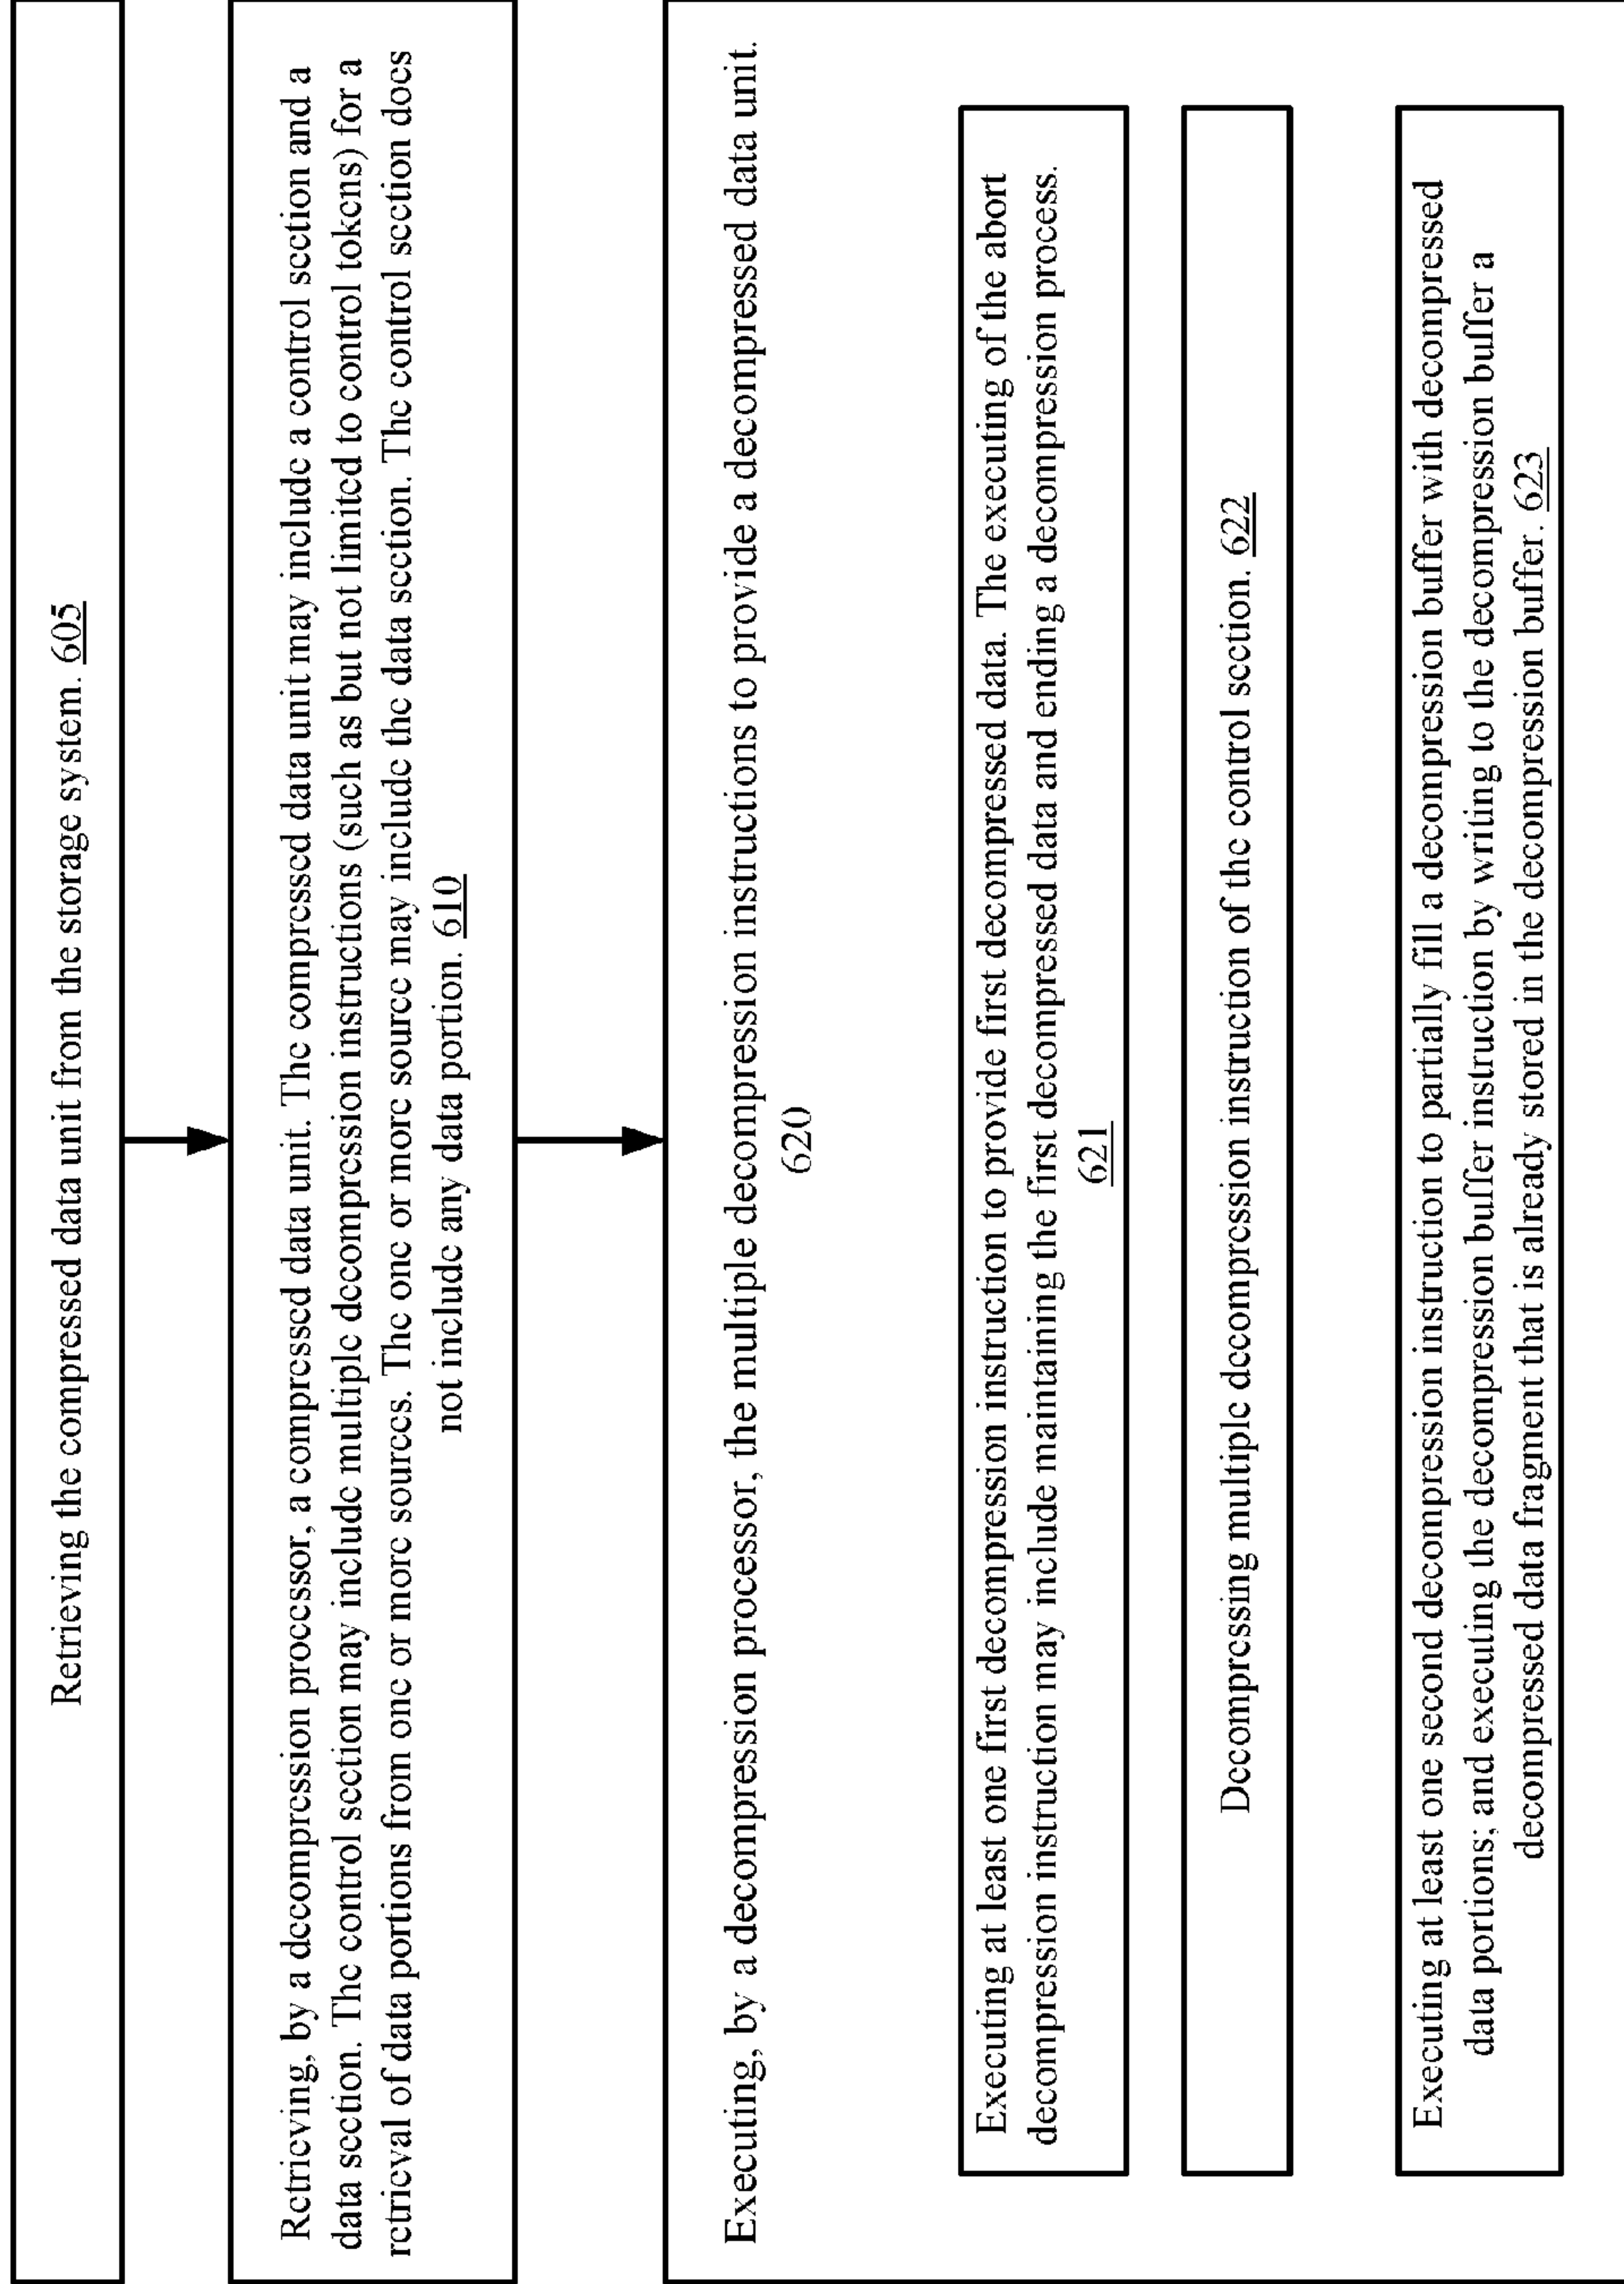 Retrieving the compressed data unit from the storage system. 605
Retrieving, by a decompression processor, a compressed data unit. The compressed data unit may include a control section and a
data section. The control section may include multiple decompression instructions (such as but not limited to control tokens) for a
retrieval of data portions from one or more sources. The one or more source may include the data section. The control section does
not include any data portion. 610
Executing, by a decompression processor, the multiple decompression instructions to provide a decompressed data unit.
620
Executing at least one first decompression instruction to provide first decompressed data. The executing of the abort
decompression instruction may include maintaining the first decompressed data and ending a decompression process.
621
Decompressing multiple decompression instruction of the control section. 622
Executing at least one second decompression instruction to partially fill a decompression buffer with decompressed
data portions; and executing the decompression buffer instruction by writing to the decompression buffer a
decompressed data fragment that is already stored in the decompression buffer. 623